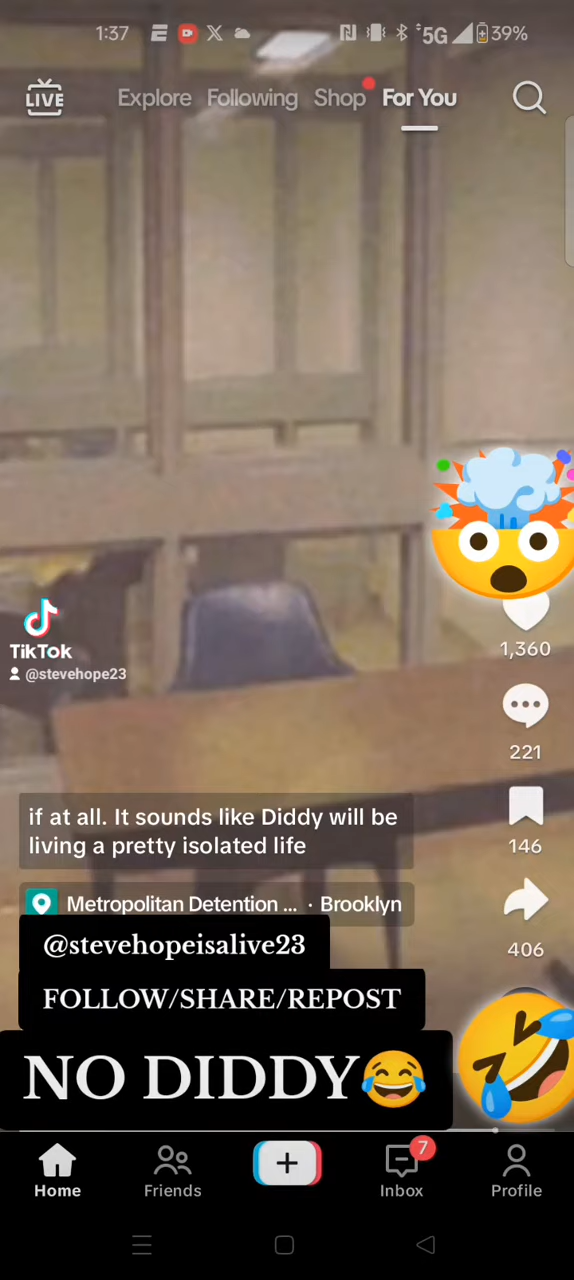 1:37
5G
39%
LIVE
Explore
Following
Shop
For You
TikTok
@stevehope23
1,360
221
146
406
if at all. It sounds like Diddy will be
living a pretty isolated life
Metropolitan Detention ... · Brooklyn
@stevehopeisalive23
FOLLOW/SHARE/REPOST
NO DIDDY😂
Home
Friends
7
Inbox
Profile